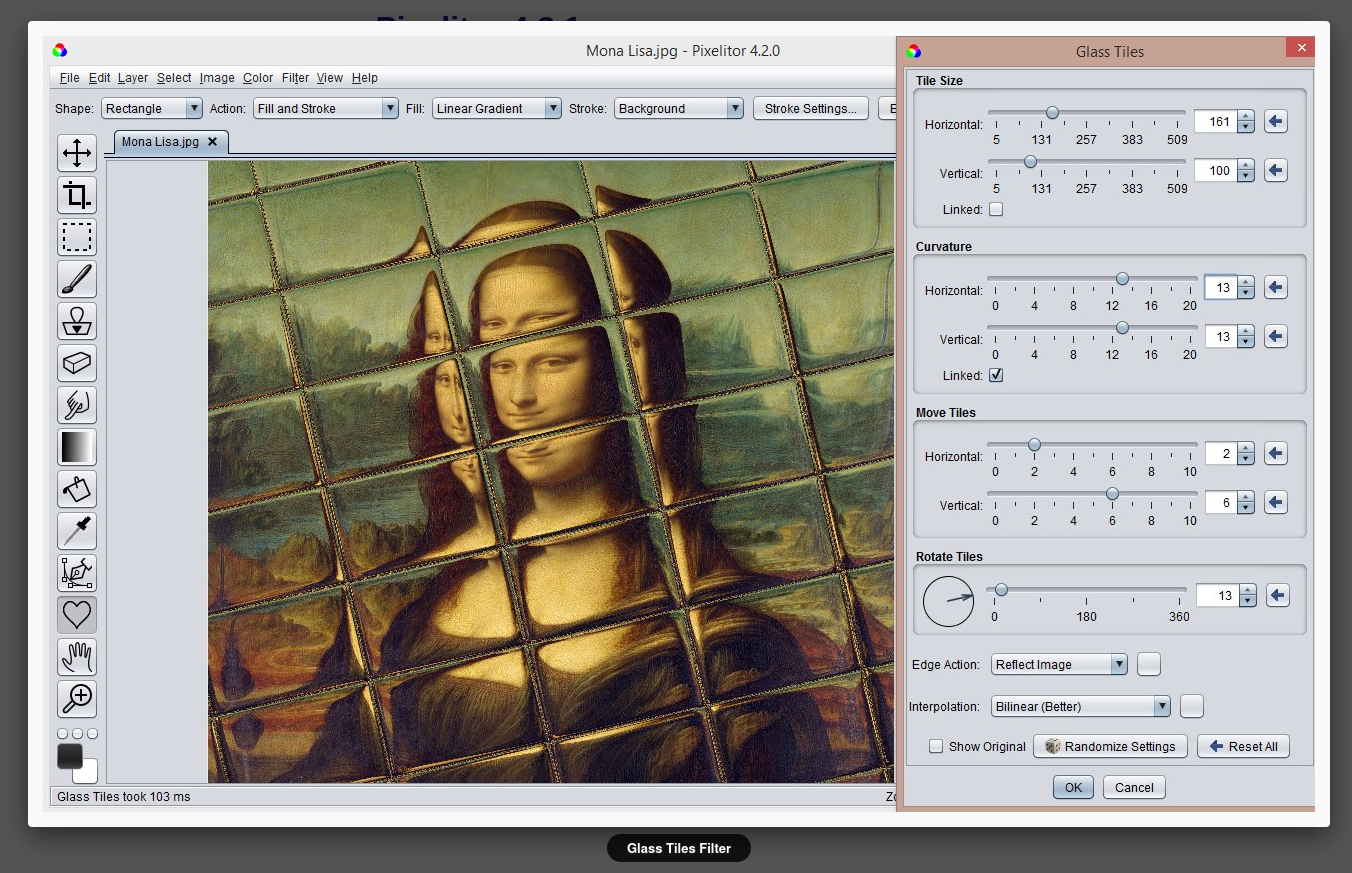 Mona Lisa.jpg - Pixelitor 4.2.0
File Edit Layer Select Image Color Filter View Help
Shape: Rectangle Action: Fill and Stroke Fill: Linear Gradient Stroke: Background Stroke Settings...
Mona Lisa.jpg
Glass Tiles took 103 ms
Glass Tiles
Tile Size
Horizontal: 161
5 131 257 383 509
Vertical: 100
5 131 257 383 509
Linked:
Curvature
Horizontal: 13
0 4 8 12 16 20
Vertical: 13
0 4 8 12 16 20
Linked:
Move Tiles
Horizontal: 2
0 2 4 6 8 10
Vertical: 6
0 2 4 6 8 10
Rotate Tiles
13
0 180 360
Edge Action: Reflect Image
Interpolation: Bilinear (Better)
Show Original Randomize Settings Reset All
OK Cancel
Glass Tiles Filter